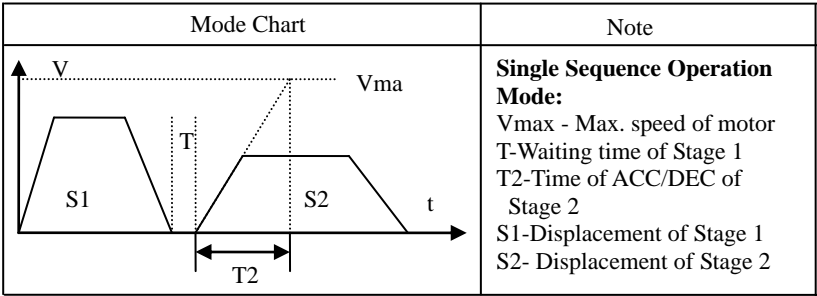 Mode Chart
Note
V
Vma
T
S1
S2
t
T2
Single Sequence Operation
Mode:
Vmax - Max. speed of motor
T-Waiting time of Stage 1
T2-Time of ACC/DEC of
Stage 2
S1-Displacement of Stage 1
S2- Displacement of Stage 2